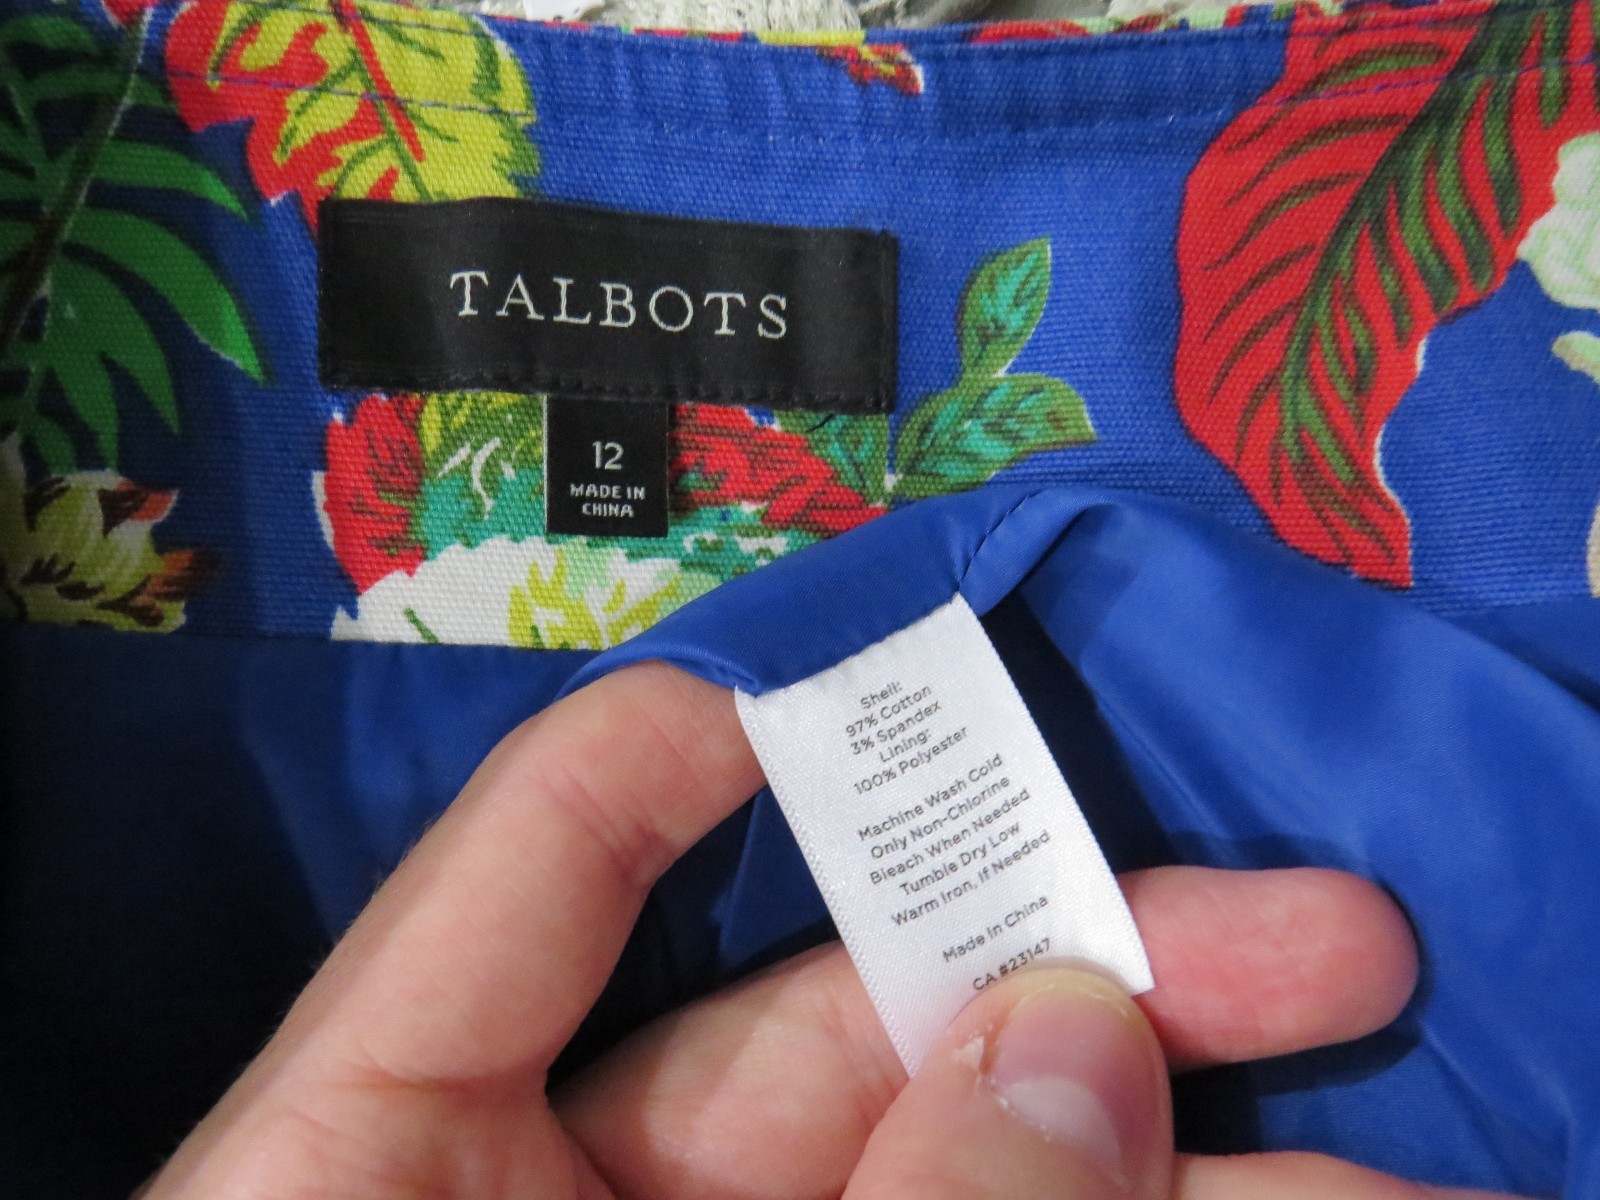 TALBOTS
12
MADE IN
CHINA
Shell:
97% Cotton
3% Spandex
Lining:
100% Polyester
Machine Wash Cold
Only Non-Chlorine
Bleach When Needed
Tumble Dry Low
Warm Iron, If Needed
Made in China
CA #23147